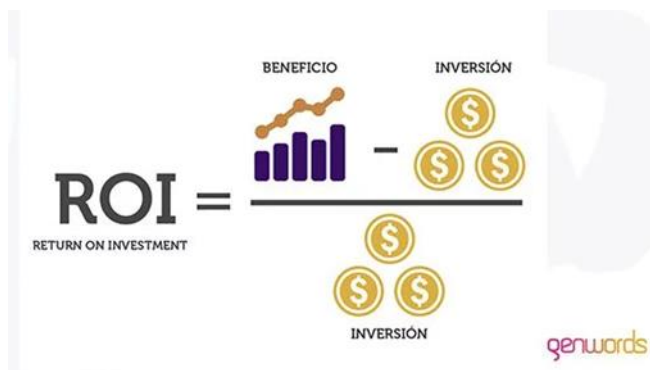 BENEFICIO
INVERSIÓN
$
-
$ $
ROI =
RETURN ON INVESTMENT
$
$ $
INVERSIÓN
genwords